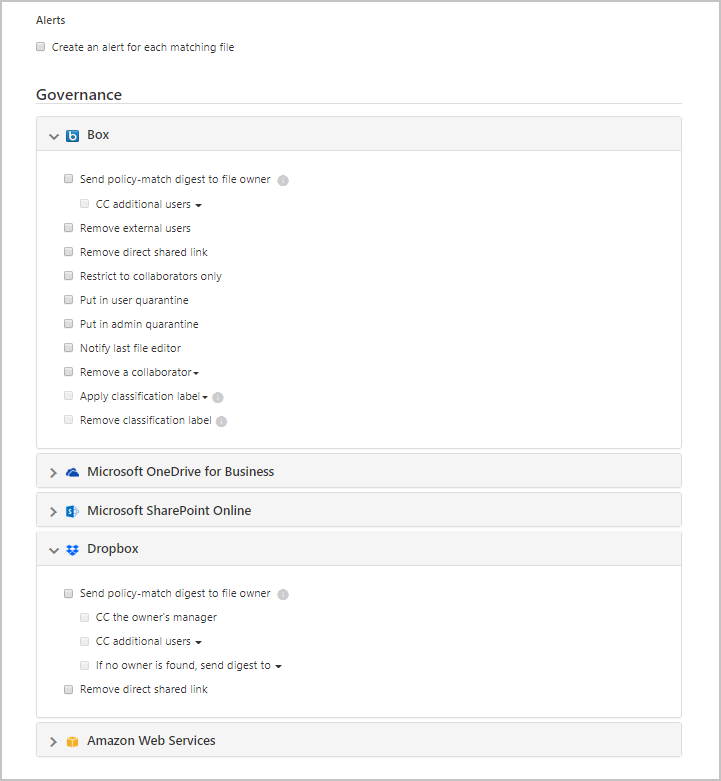 Alerts
Create an alert for each matching file
Governance
Box
Send policy-match digest to file owner
CC additional users
Remove external users
Remove direct shared link
Restrict to collaborators only
Put in user quarantine
Put in admin quarantine
Notify last file editor
Remove a collaborator
Apply classification label
Remove classification label
Microsoft OneDrive for Business
Microsoft SharePoint Online
Dropbox
Send policy-match digest to file owner
CC the owner's manager
CC additional users
If no owner is found, send digest to
Remove direct shared link
Amazon Web Services